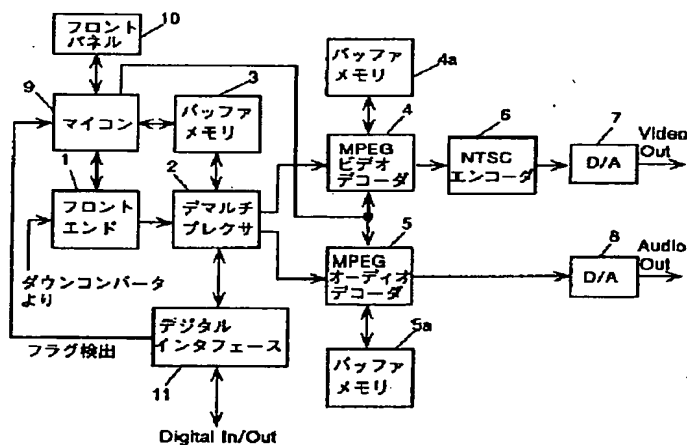 10
フロント
パネル
9
マイコン
3
バッファ
メモリ
バッファ
メモリ
4a
4
MPEG
ビデオ
デコーダ
6
NTSC
エンコーダ
7
D/A
Video
Out
1
フロント
エンド
2
デマルチ
プレクサ
5
MPEG
オーディオ
デコーダ
8
D/A
Audio
Out
ダウンコンバータ
より
デジタル
インタフェース
フラグ検出
11
5a
バッファ
メモリ
Digital In/Out